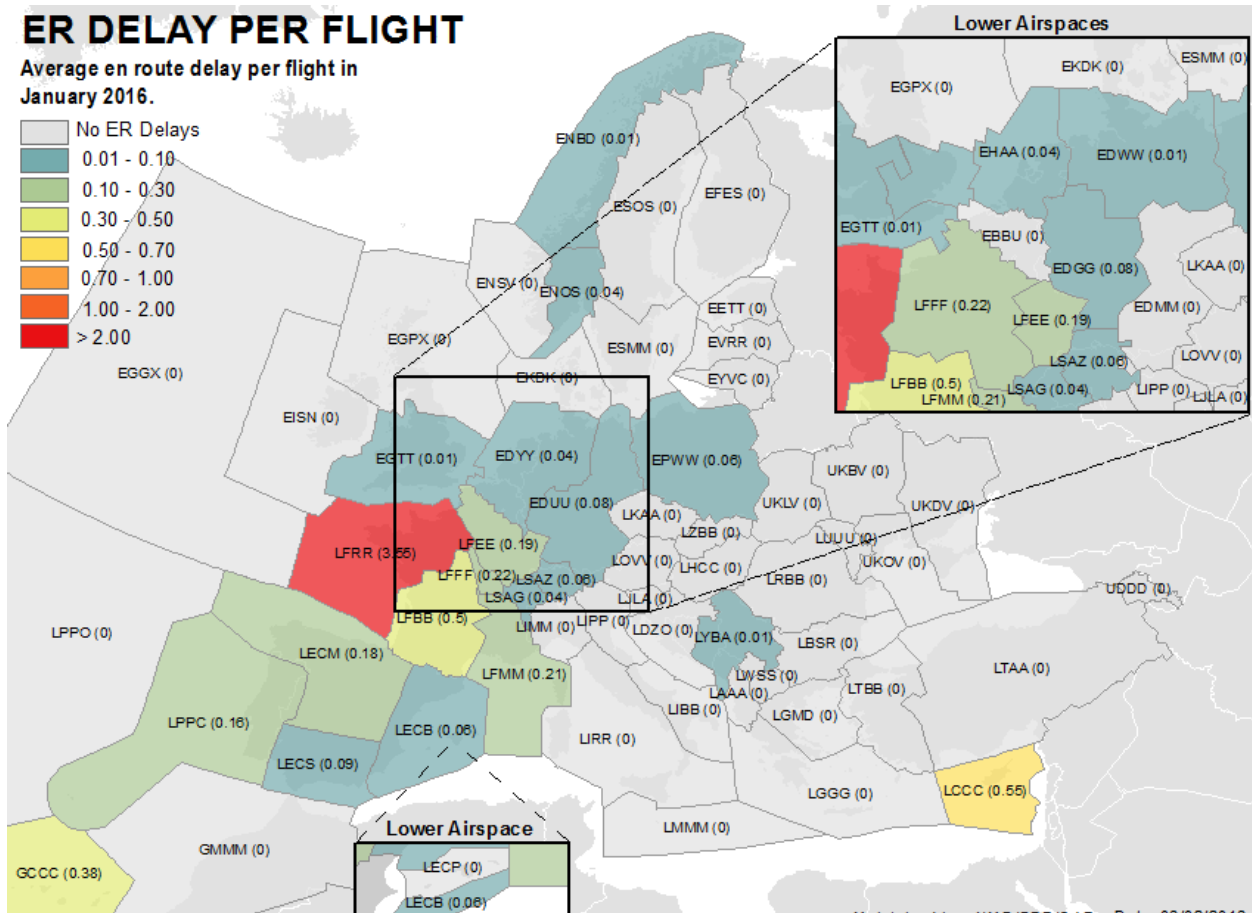 ER DELAY PER FLIGHT
Average en route delay per flight in
January 2016.
No ER Delays
0.01 - 0.10
0.10 - 0.30
0.30 - 0.50
0.50 - 0.70
0.70 - 1.00
1.00 - 2.00
> 2.00
Lower Airspaces
EKDK (0)
ESMM (0)
EGPX (0)
EHAA (0.04)
EDWW (0.01)
EGTT (0.01)
EBBU (0)
EDGG (0.08)
LKAA (0)
LFFF (0.22)
LFEE (0.19)
EDMM (0)
LSAZ (0.06)
LOVV (0)
LFBB (0.5)
LSAG (0.04)
LIPP (0)
LJLA (0)
LFMM (0.21)
ENBD (0.01)
ESOS (0)
EFES (0)
ENSV (0)
ENOS (0.04)
EETT (0)
EGPX (0)
ESMM (0)
EVRR (0)
EGGX (0)
EKDK (0)
EYVC (0)
EISN (0)
EGTT (0.01)
EDYY (0.04)
EPWW (0.06)
UKBV (0)
EDUU (0.08)
LKAA (0)
UKLV (0)
UKDV (0)
LFRR (3.55)
LFEE (0.19)
LZBB (0)
LUUU (0)
LFFF (0.22)
LSAZ (0.06)
LOVV (0)
LHCC (0)
LRBB (0)
UKOV (0)
LSAG (0.04)
LJLA (0)
UDDD (0)
LPPO (0)
LFBB (0.5)
LIMM (0)
LIPP (0)
LDZO (0)
LYBA (0.01)
LBSR (0)
LECM (0.18)
LFMM (0.21)
LWSS (0)
LTAA (0)
LAAA (0)
LTBB (0)
LPPC (0.16)
LECB (0.06)
LIBB (0)
LGMD (0)
LIRR (0)
LECS (0.09)
LGGG (0)
LCCC (0.55)
Lower Airspace
LMMM (0)
GMMM (0)
GCCC (0.38)
LECP (0)
LECB (0.06)